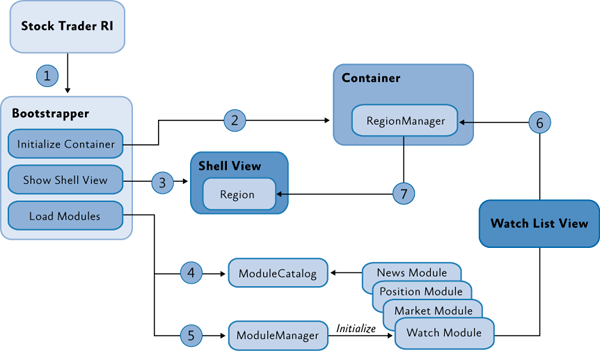 Stock Trader RI
1
Bootstrapper
Initialize Container
Show Shell View
Load Modules
2
Container
RegionManager
6
3
Shell View
Region
7
Watch List View
4
ModuleCatalog
News Module
Position Module
Market Module
Watch Module
5
ModuleManager
Initialize